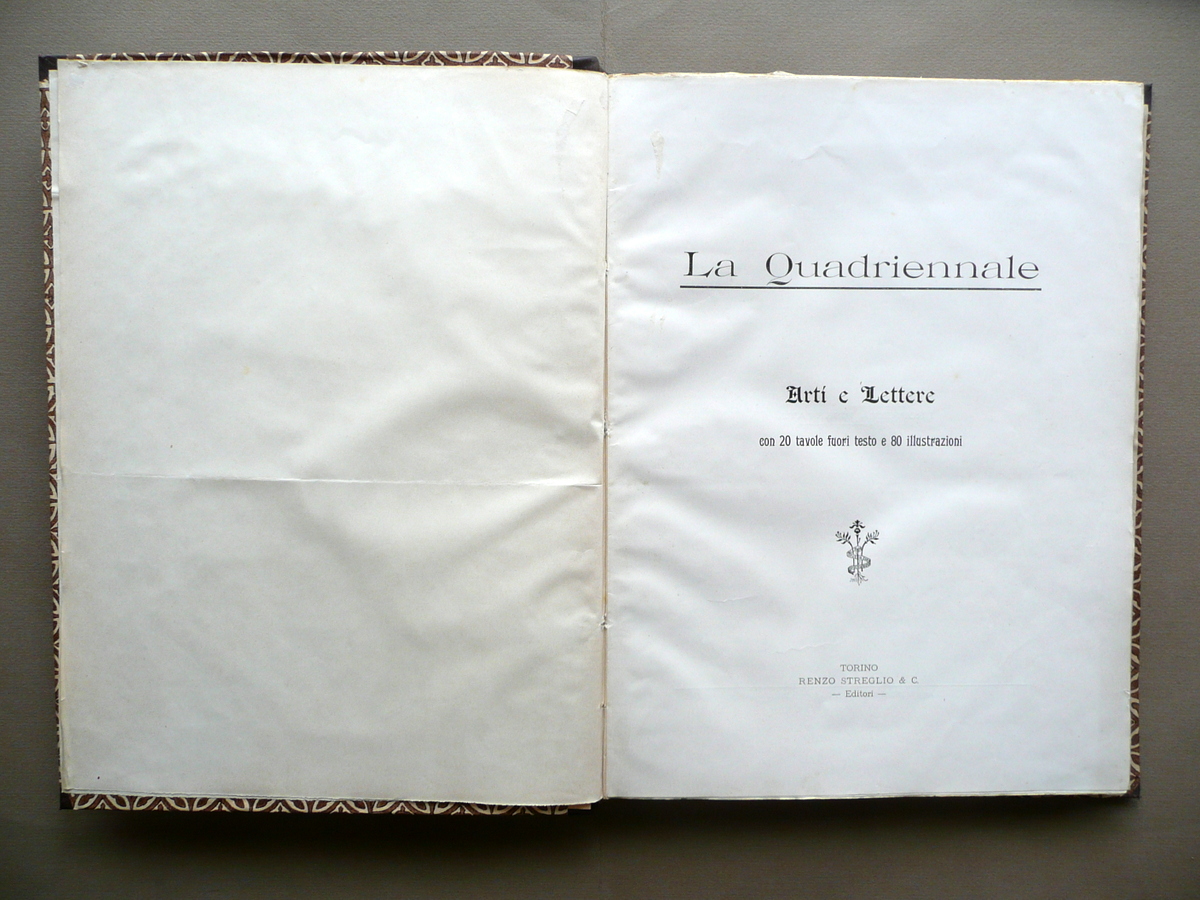 La Quadriennale
Arti e Lettere
con 20 tavole fuori testo e 80 illustrazioni
TORINO
RENZO STREGLIO & C.
— Editori —